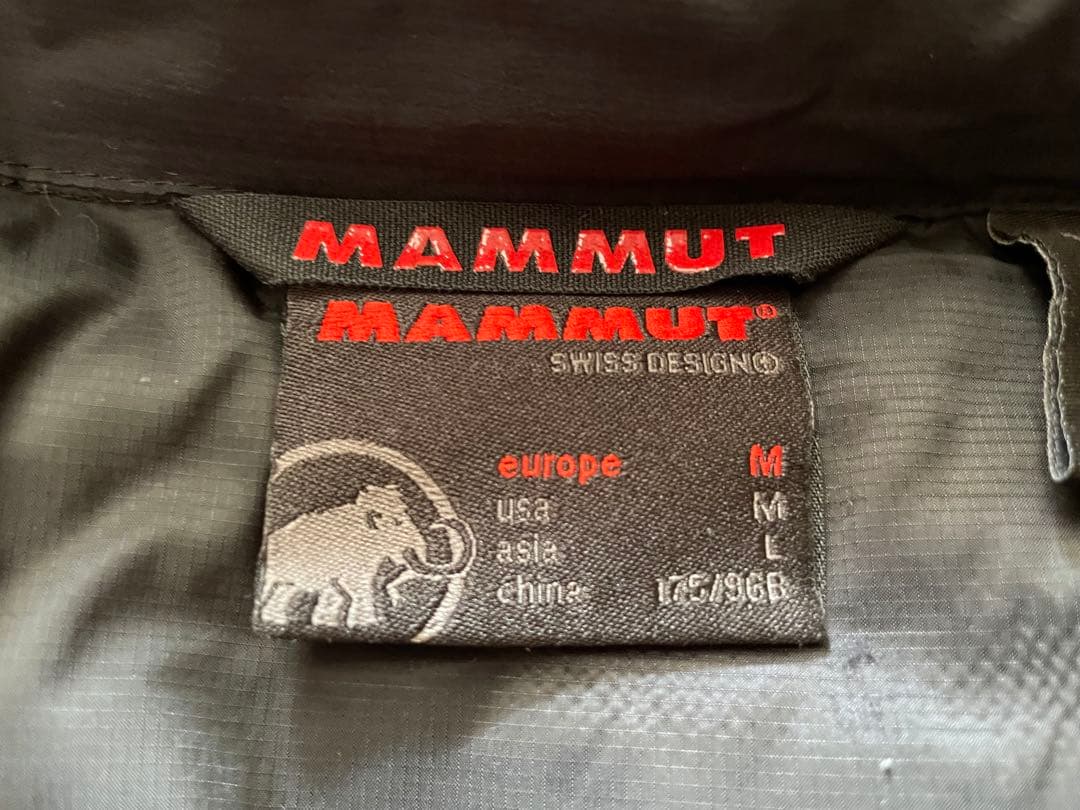 MAMMUT
MAMMUT®
SWISS DESIGN
europe M
usa M
asia L
china 175/96B